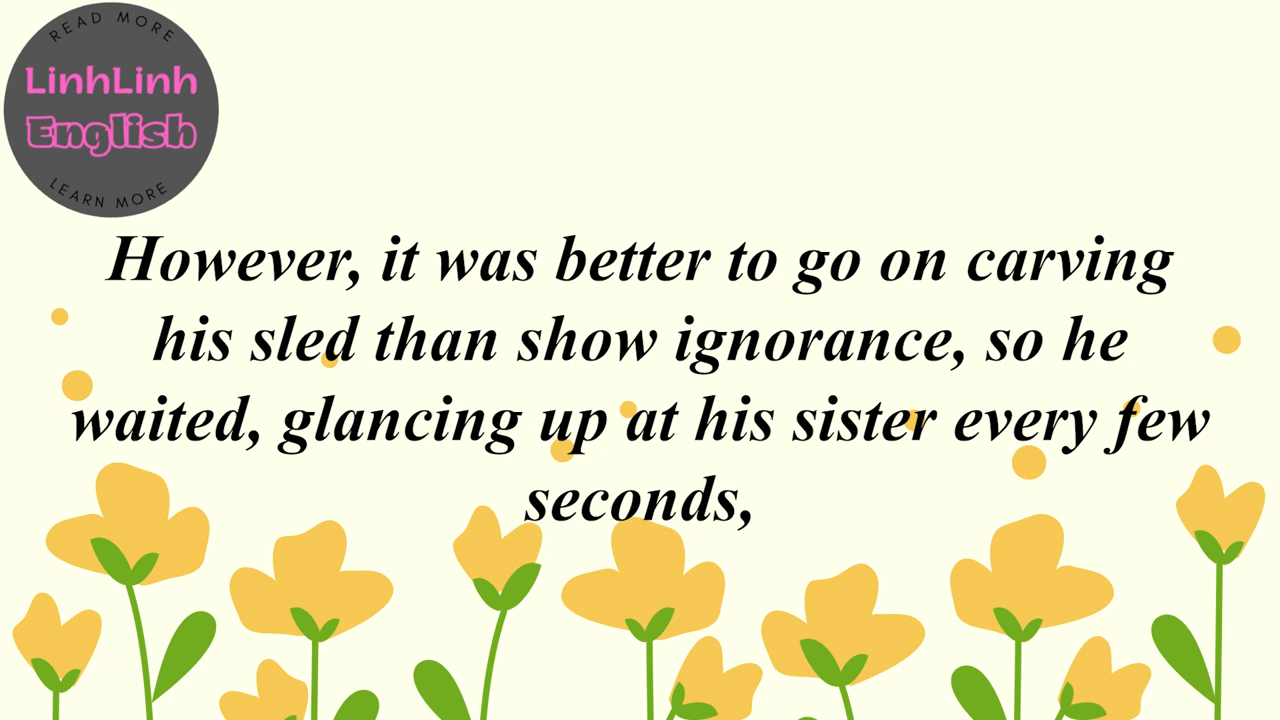 READ MORE
LinhLinh
English
LEARN MORE
However, it was better to go on carving
his sled than show ignorance, so he
waited, glancing up at his sister every few
seconds,